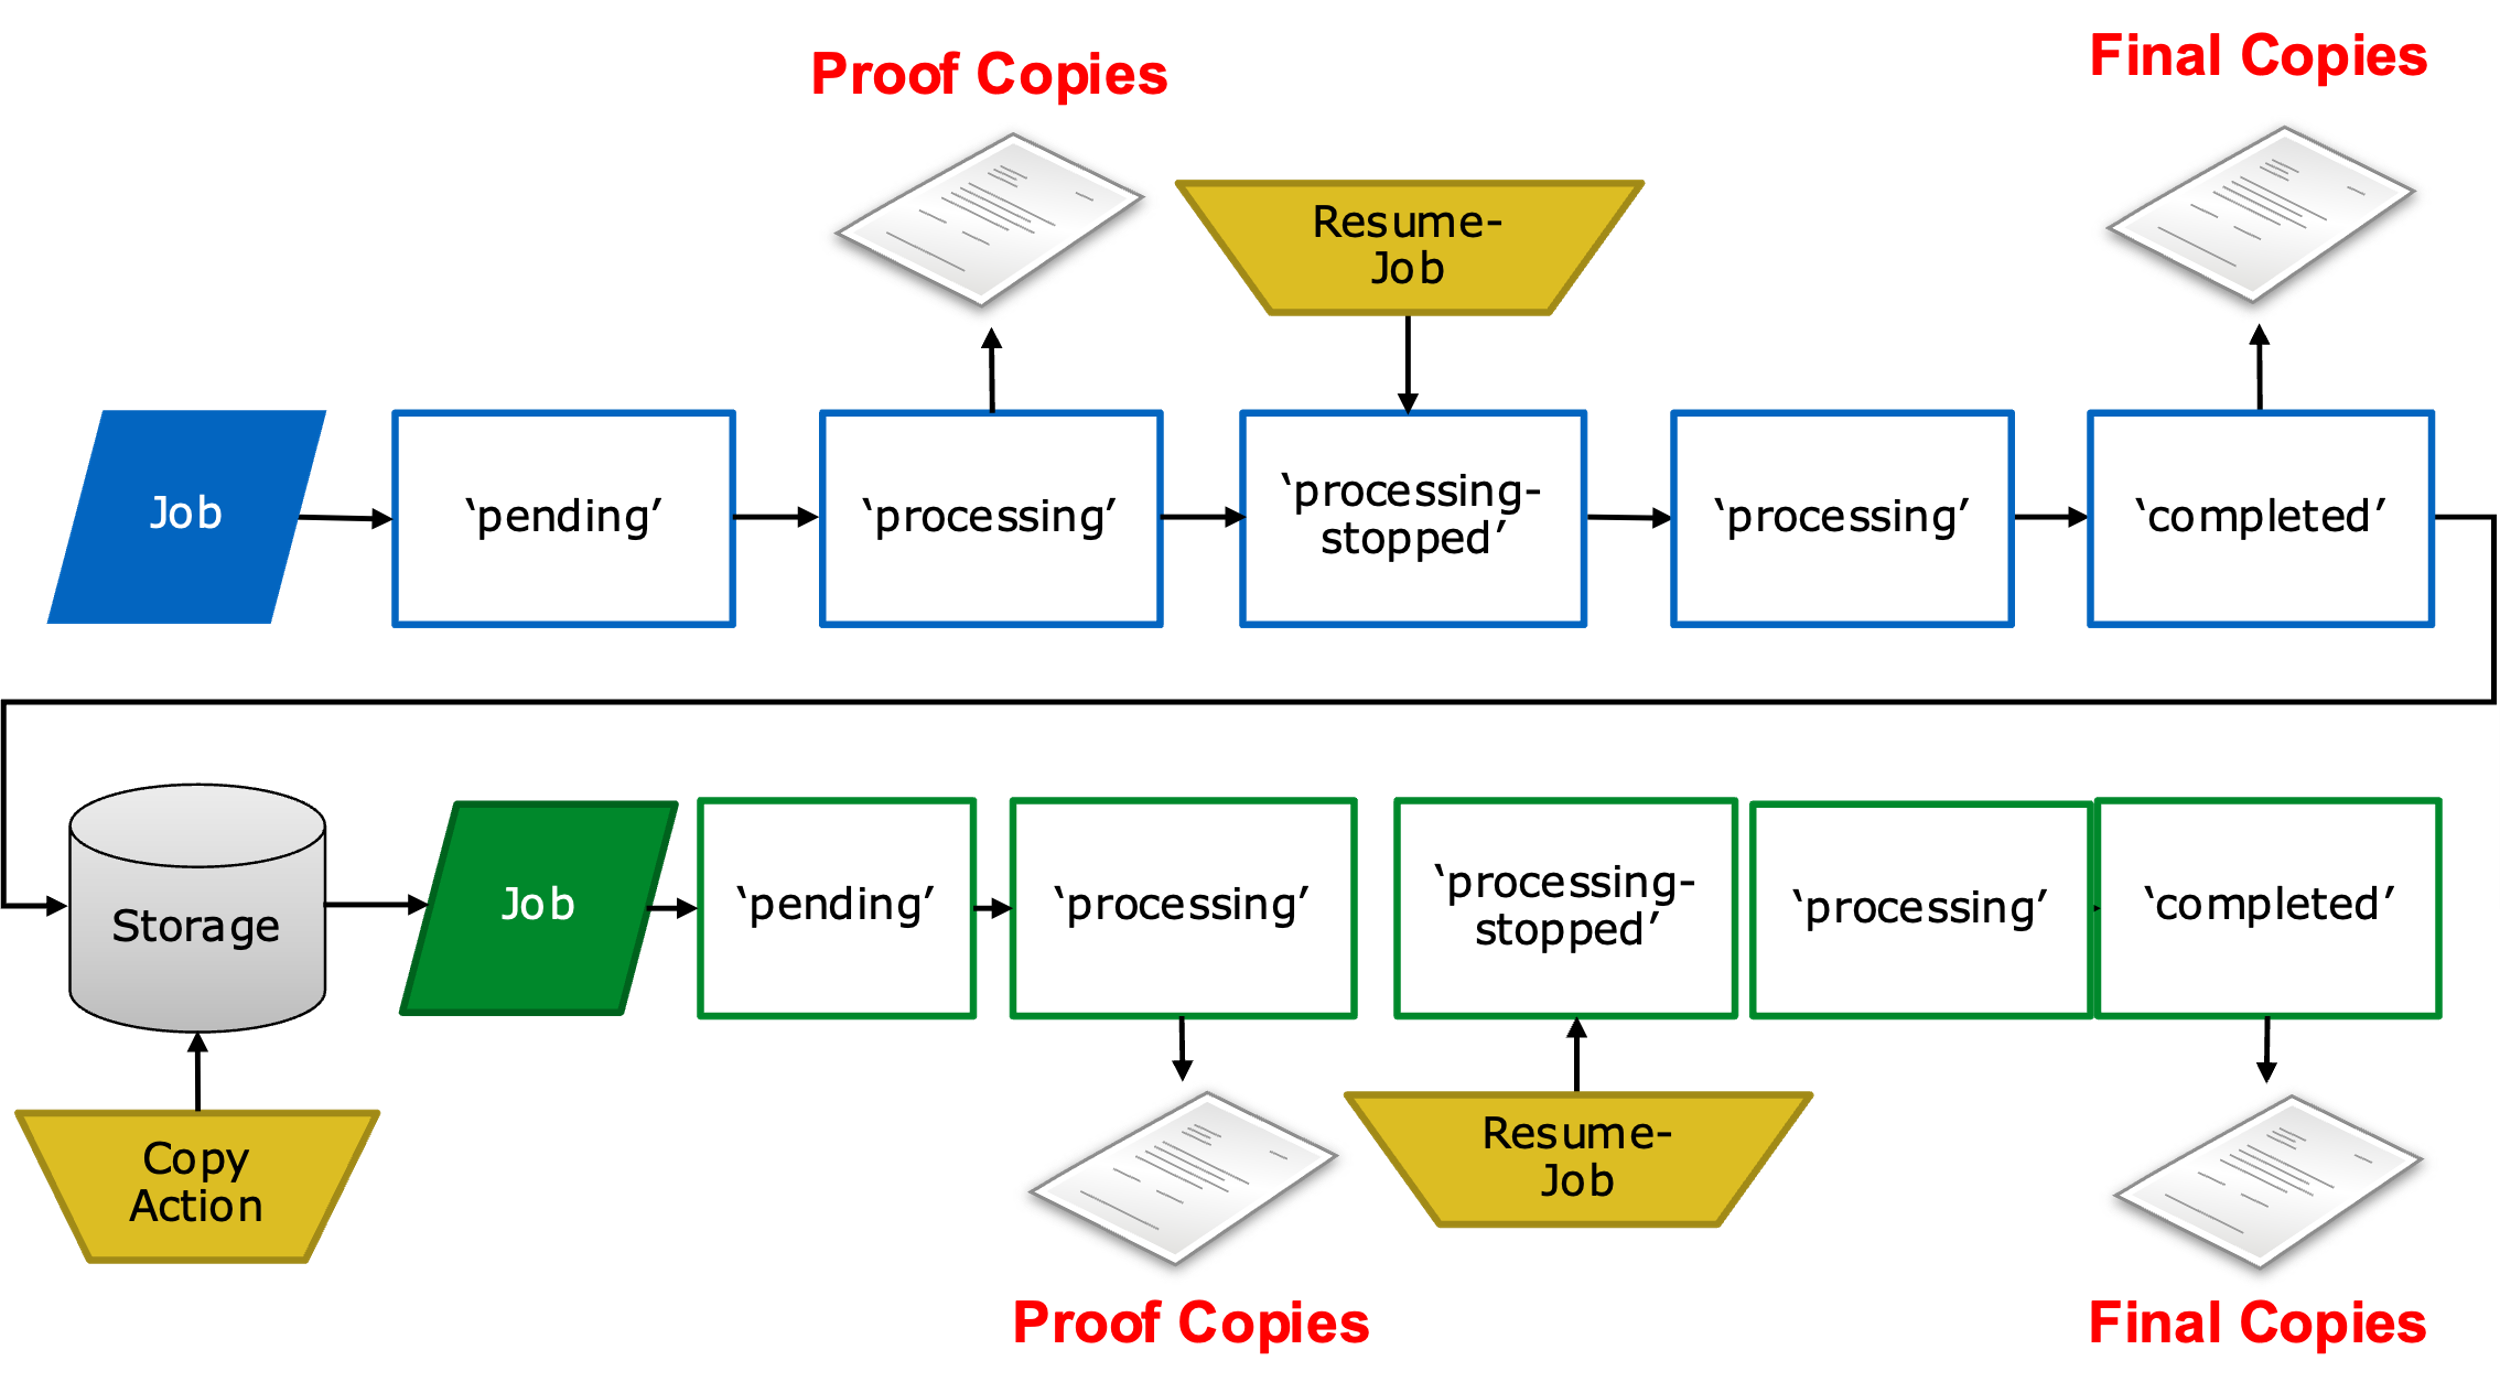 Proof Copies
Final Copies
Resume-
Job
Job
‘pending’
‘processing’
‘processing-
stopped’
‘processing’
‘completed’
Storage
Job
‘pending’
‘processing’
‘processing-
stopped’
‘processing’
‘completed’
Copy
Action
Resume-
Job
Proof Copies
Final Copies